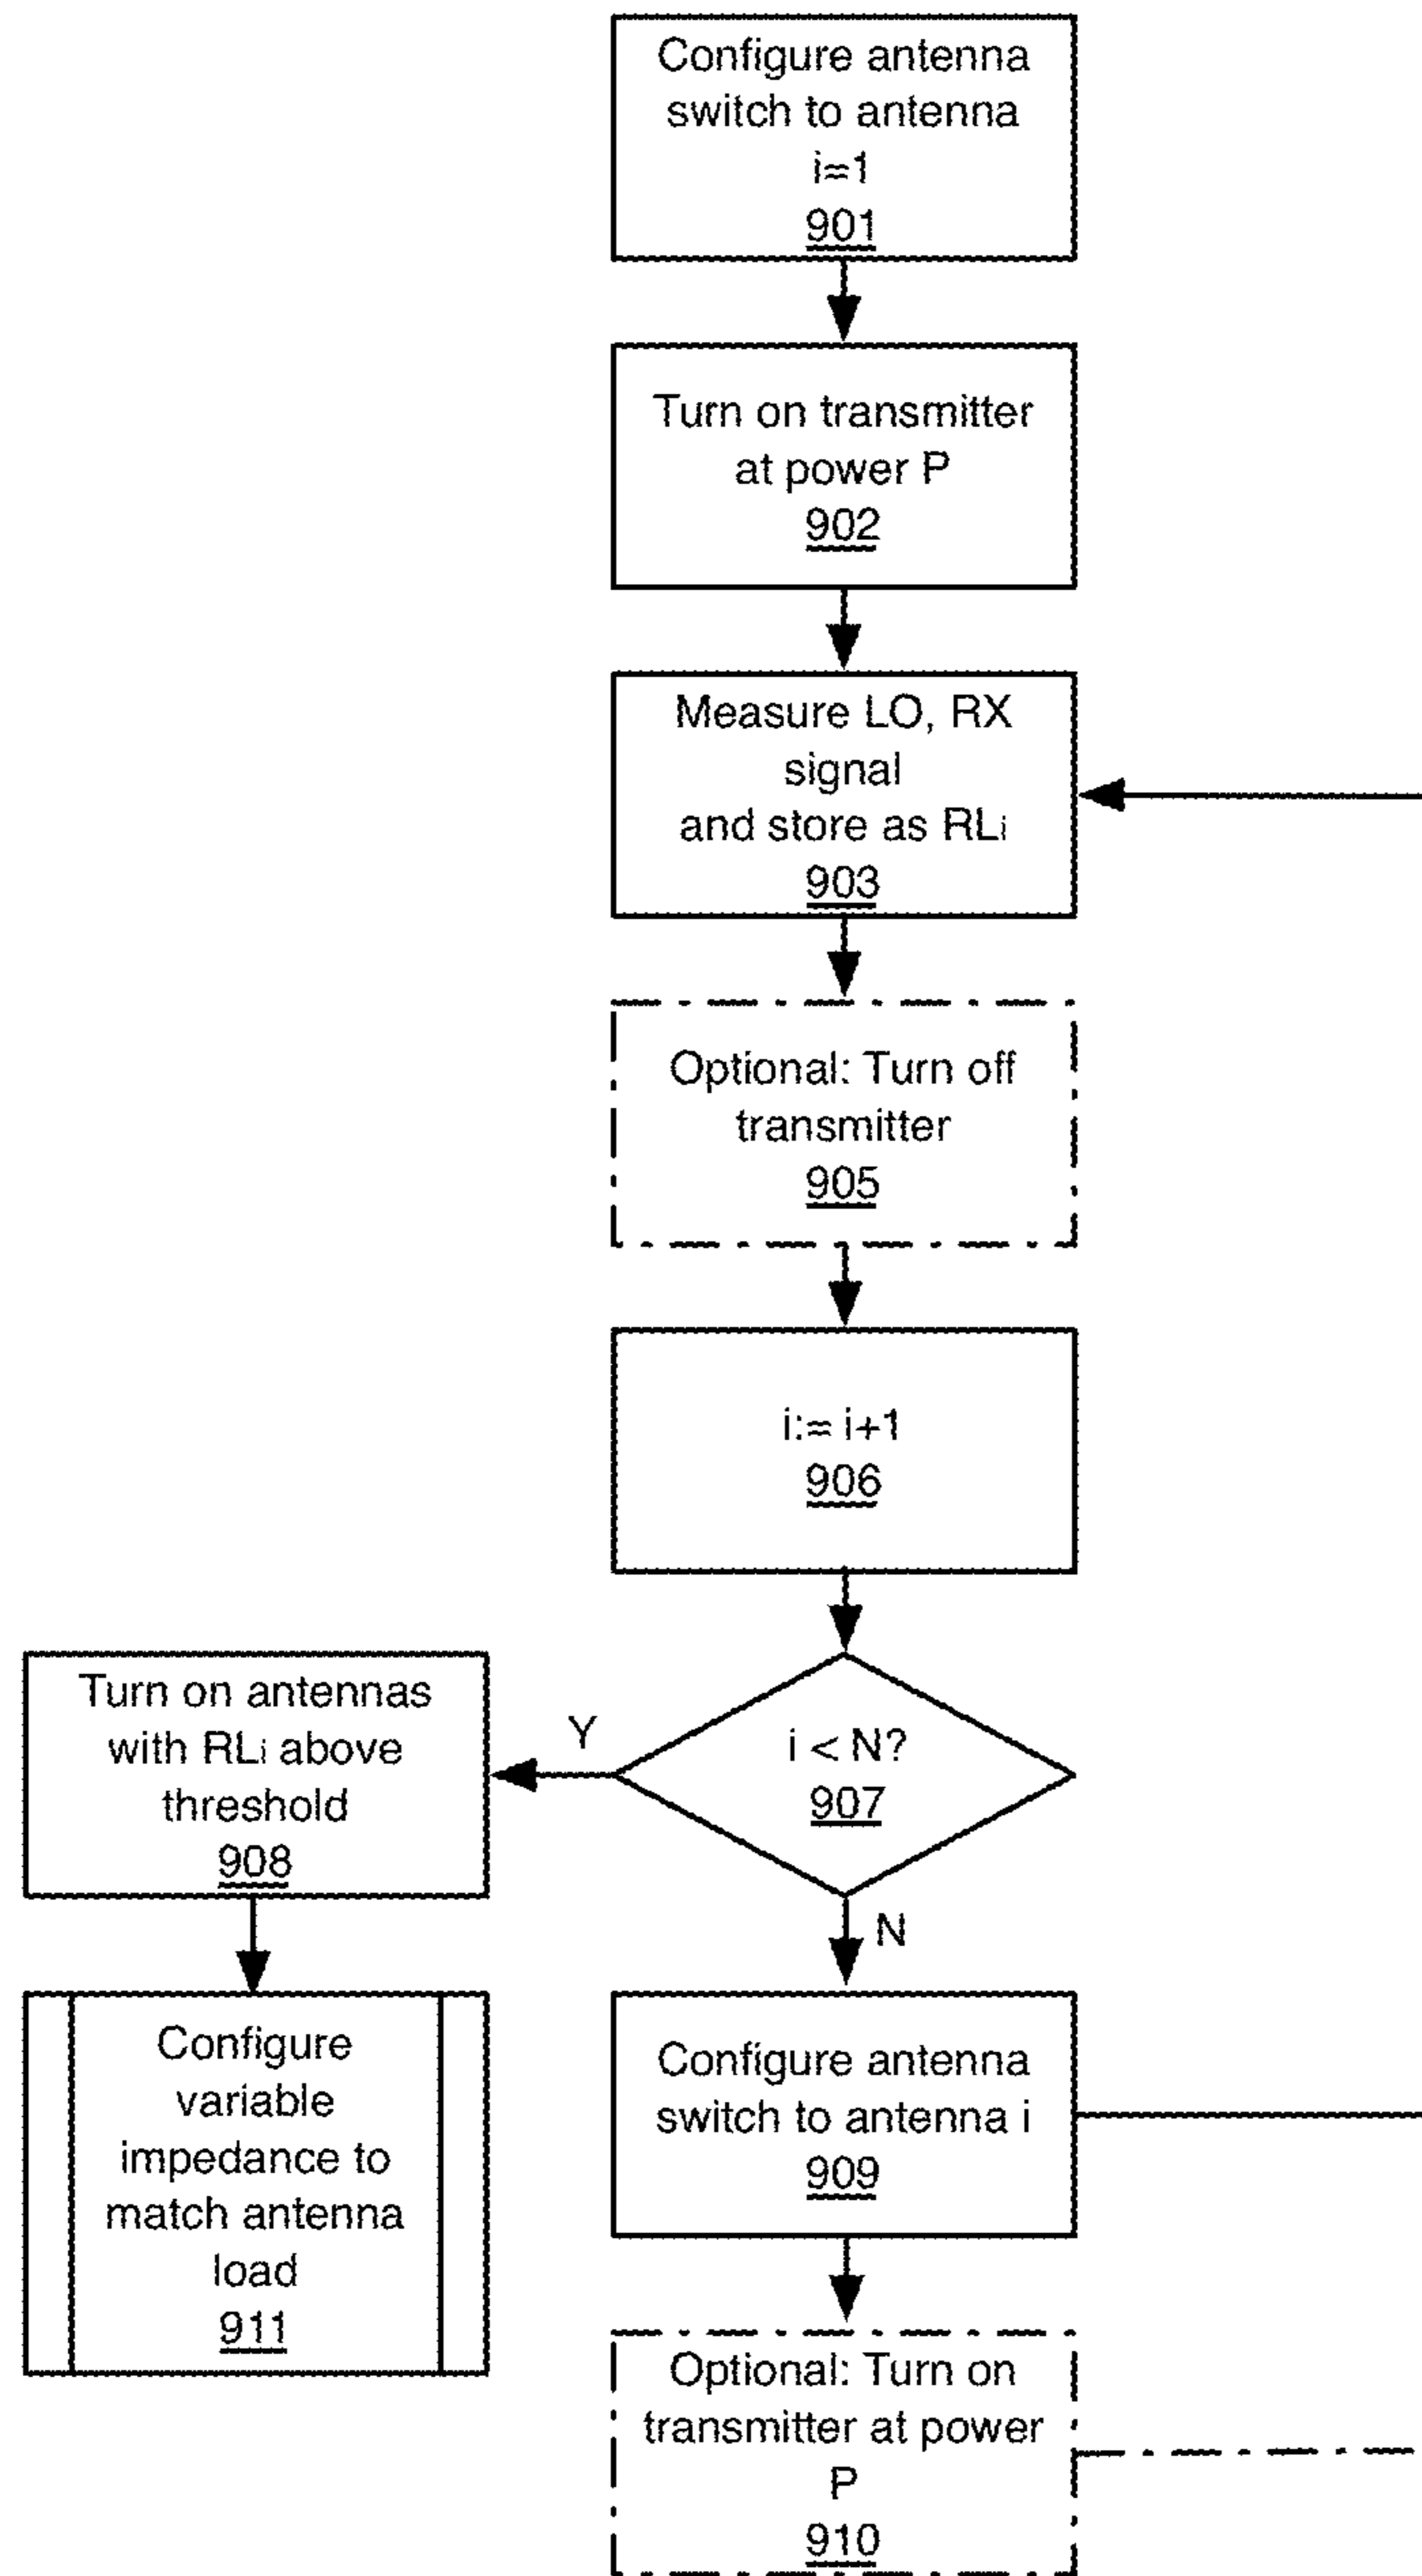 Configure antenna
switch to antenna
i=1
901
Turn on transmitter
at power P
902
Measure LO, RX
signal
and store as RLi
903
Optional: Turn off
transmitter
905
i:= i+1
906
i < N?
907
Y
N
Turn on antennas
with RLi above
threshold
908
Configure
variable
impedance to
match antenna
load
911
Configure antenna
switch to antenna i
909
Optional: Turn on
transmitter at power
P
910